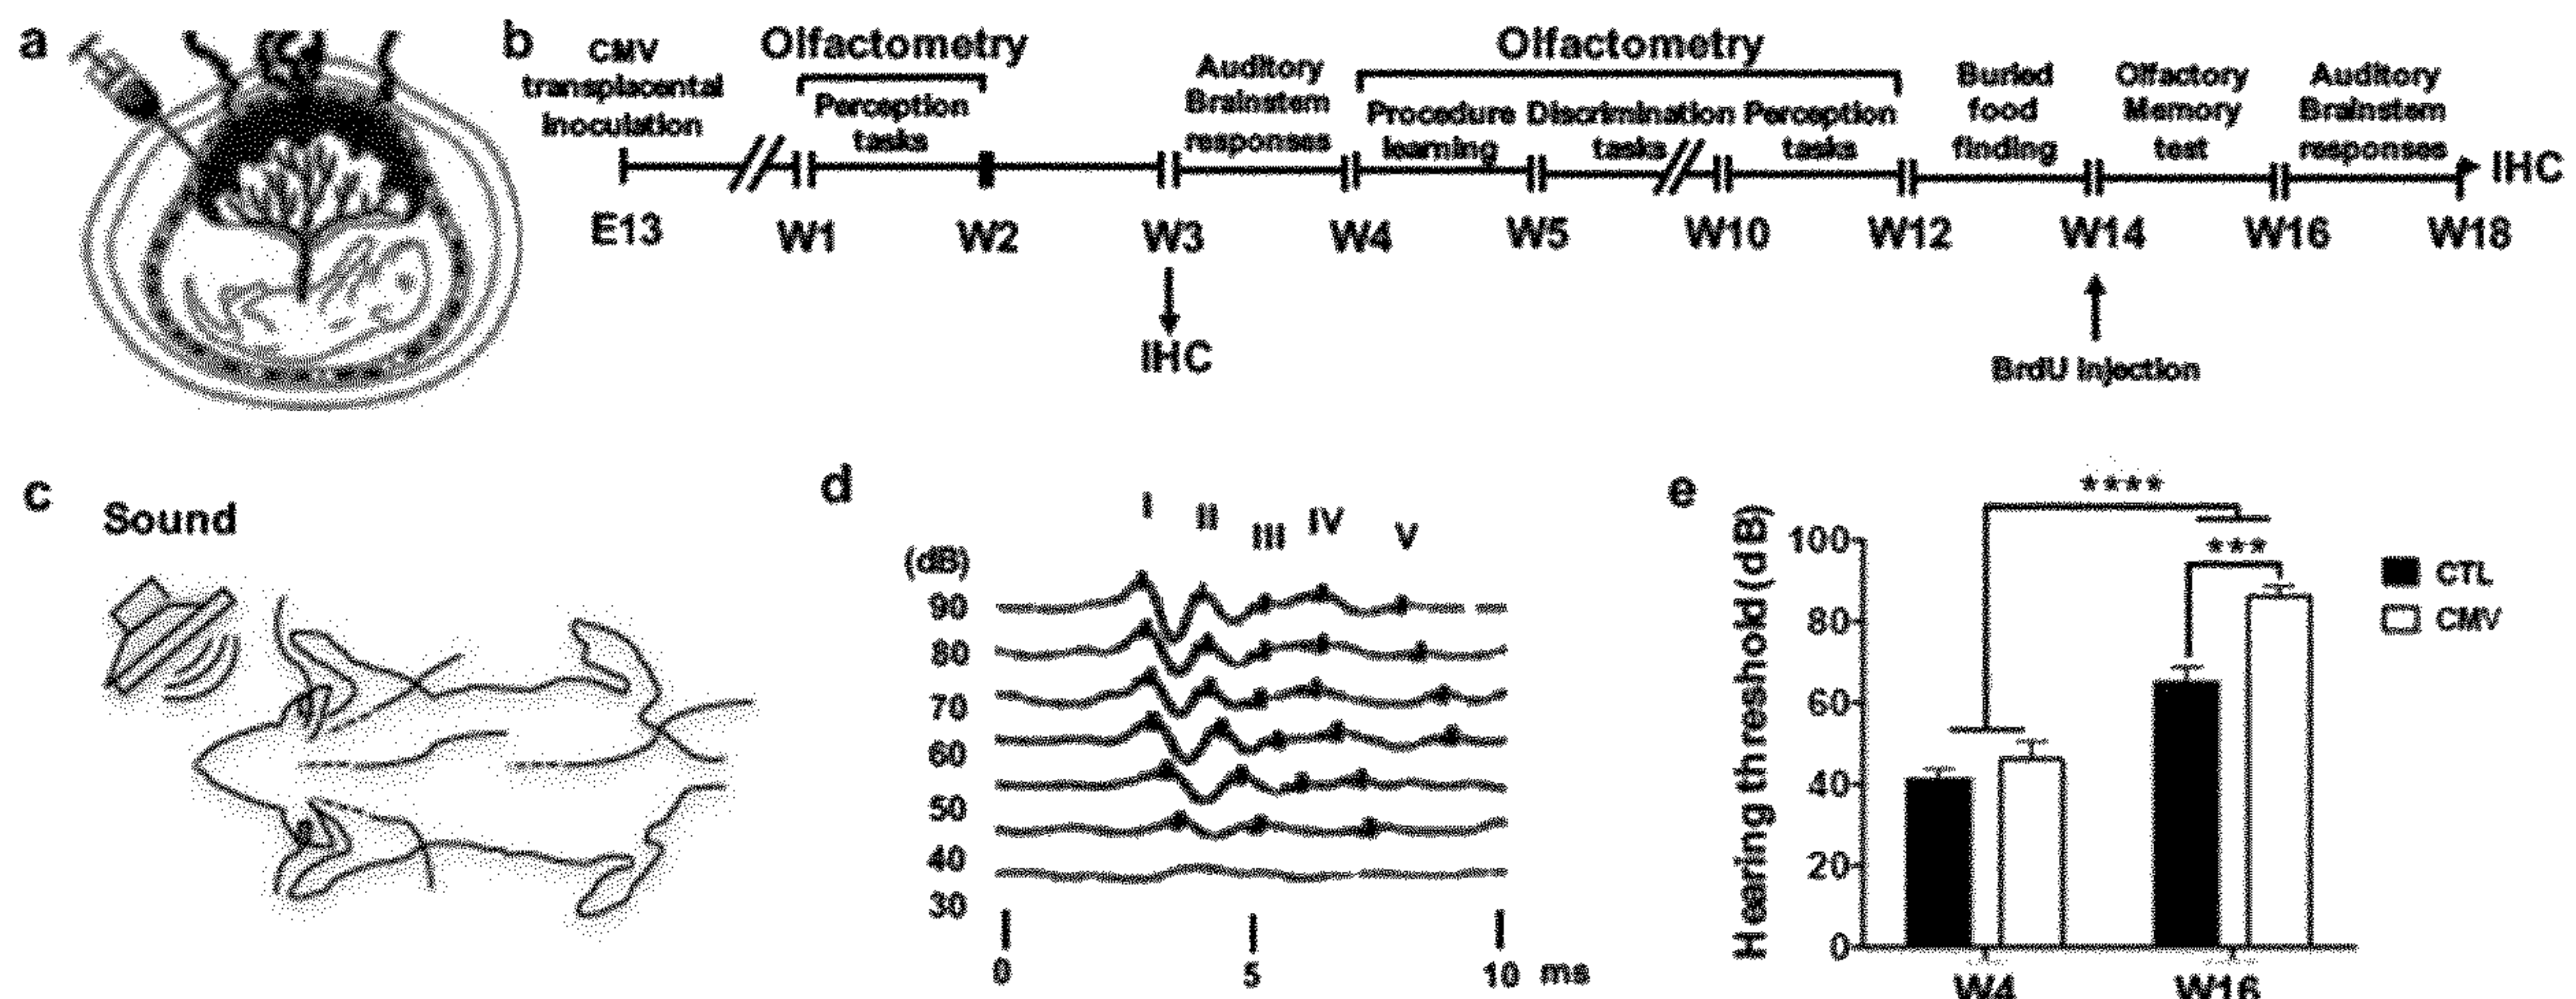 a
b
CMV
transplacental
Inoculation
Olfactometry
Perception
tasks
Auditory
Brainstem
responses
Olfactometry
Procedure
learning
Discrimination
tasks
Perception
tasks
Buried
food
finding
Olfactory
Memory
test
Auditory
Brainstem
responses
IHC
E13 W1 W2 W3 W4 W5 W10 W12 W14 W16 W18
IHC
BrdU Injection
c
Sound
d
I II III IV V
(dB)
90
80
70
60
50
40
30
0 5 10 ms
e
Hearing threshold (dB)
100
80
60
40
20
0
****
***
CTL
CMV
W4 W16